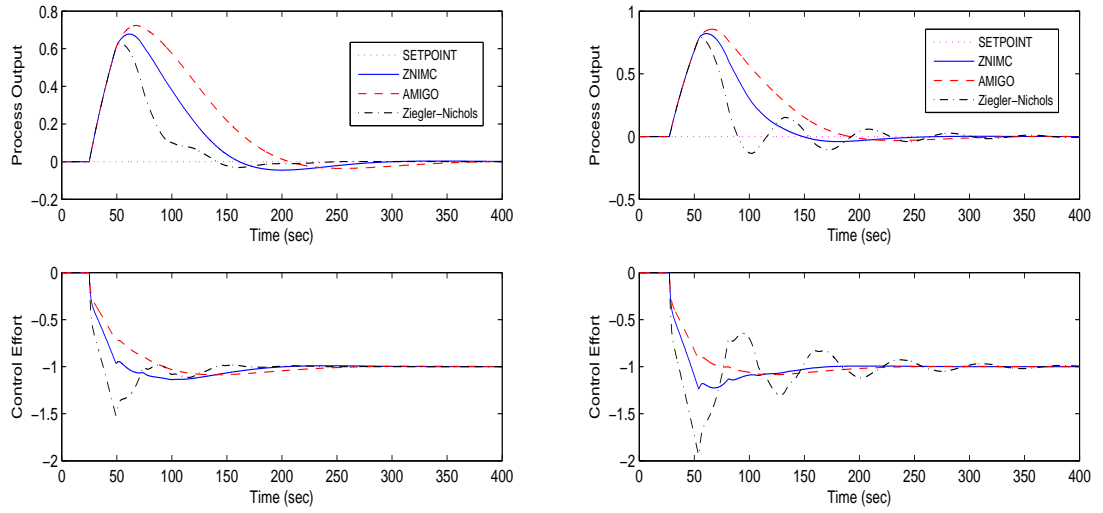 0.8
0.6
0.4
0.2
0
−0.2
Process Output
0 50 100 150 200 250 300 350 400
Time (sec)
SETPOINT
ZNIMC
AMIGO
Ziegler−Nichols
1
0.5
0
−0.5
Process Output
0 50 100 150 200 250 300 350 400
Time (sec)
SETPOINT
ZNIMC
AMIGO
Ziegler−Nichols
0
−0.5
−1
−1.5
−2
Control Effort
0 50 100 150 200 250 300 350 400
Time (sec)
0
−0.5
−1
−1.5
−2
Control Effort
0 50 100 150 200 250 300 350 400
Time (sec)